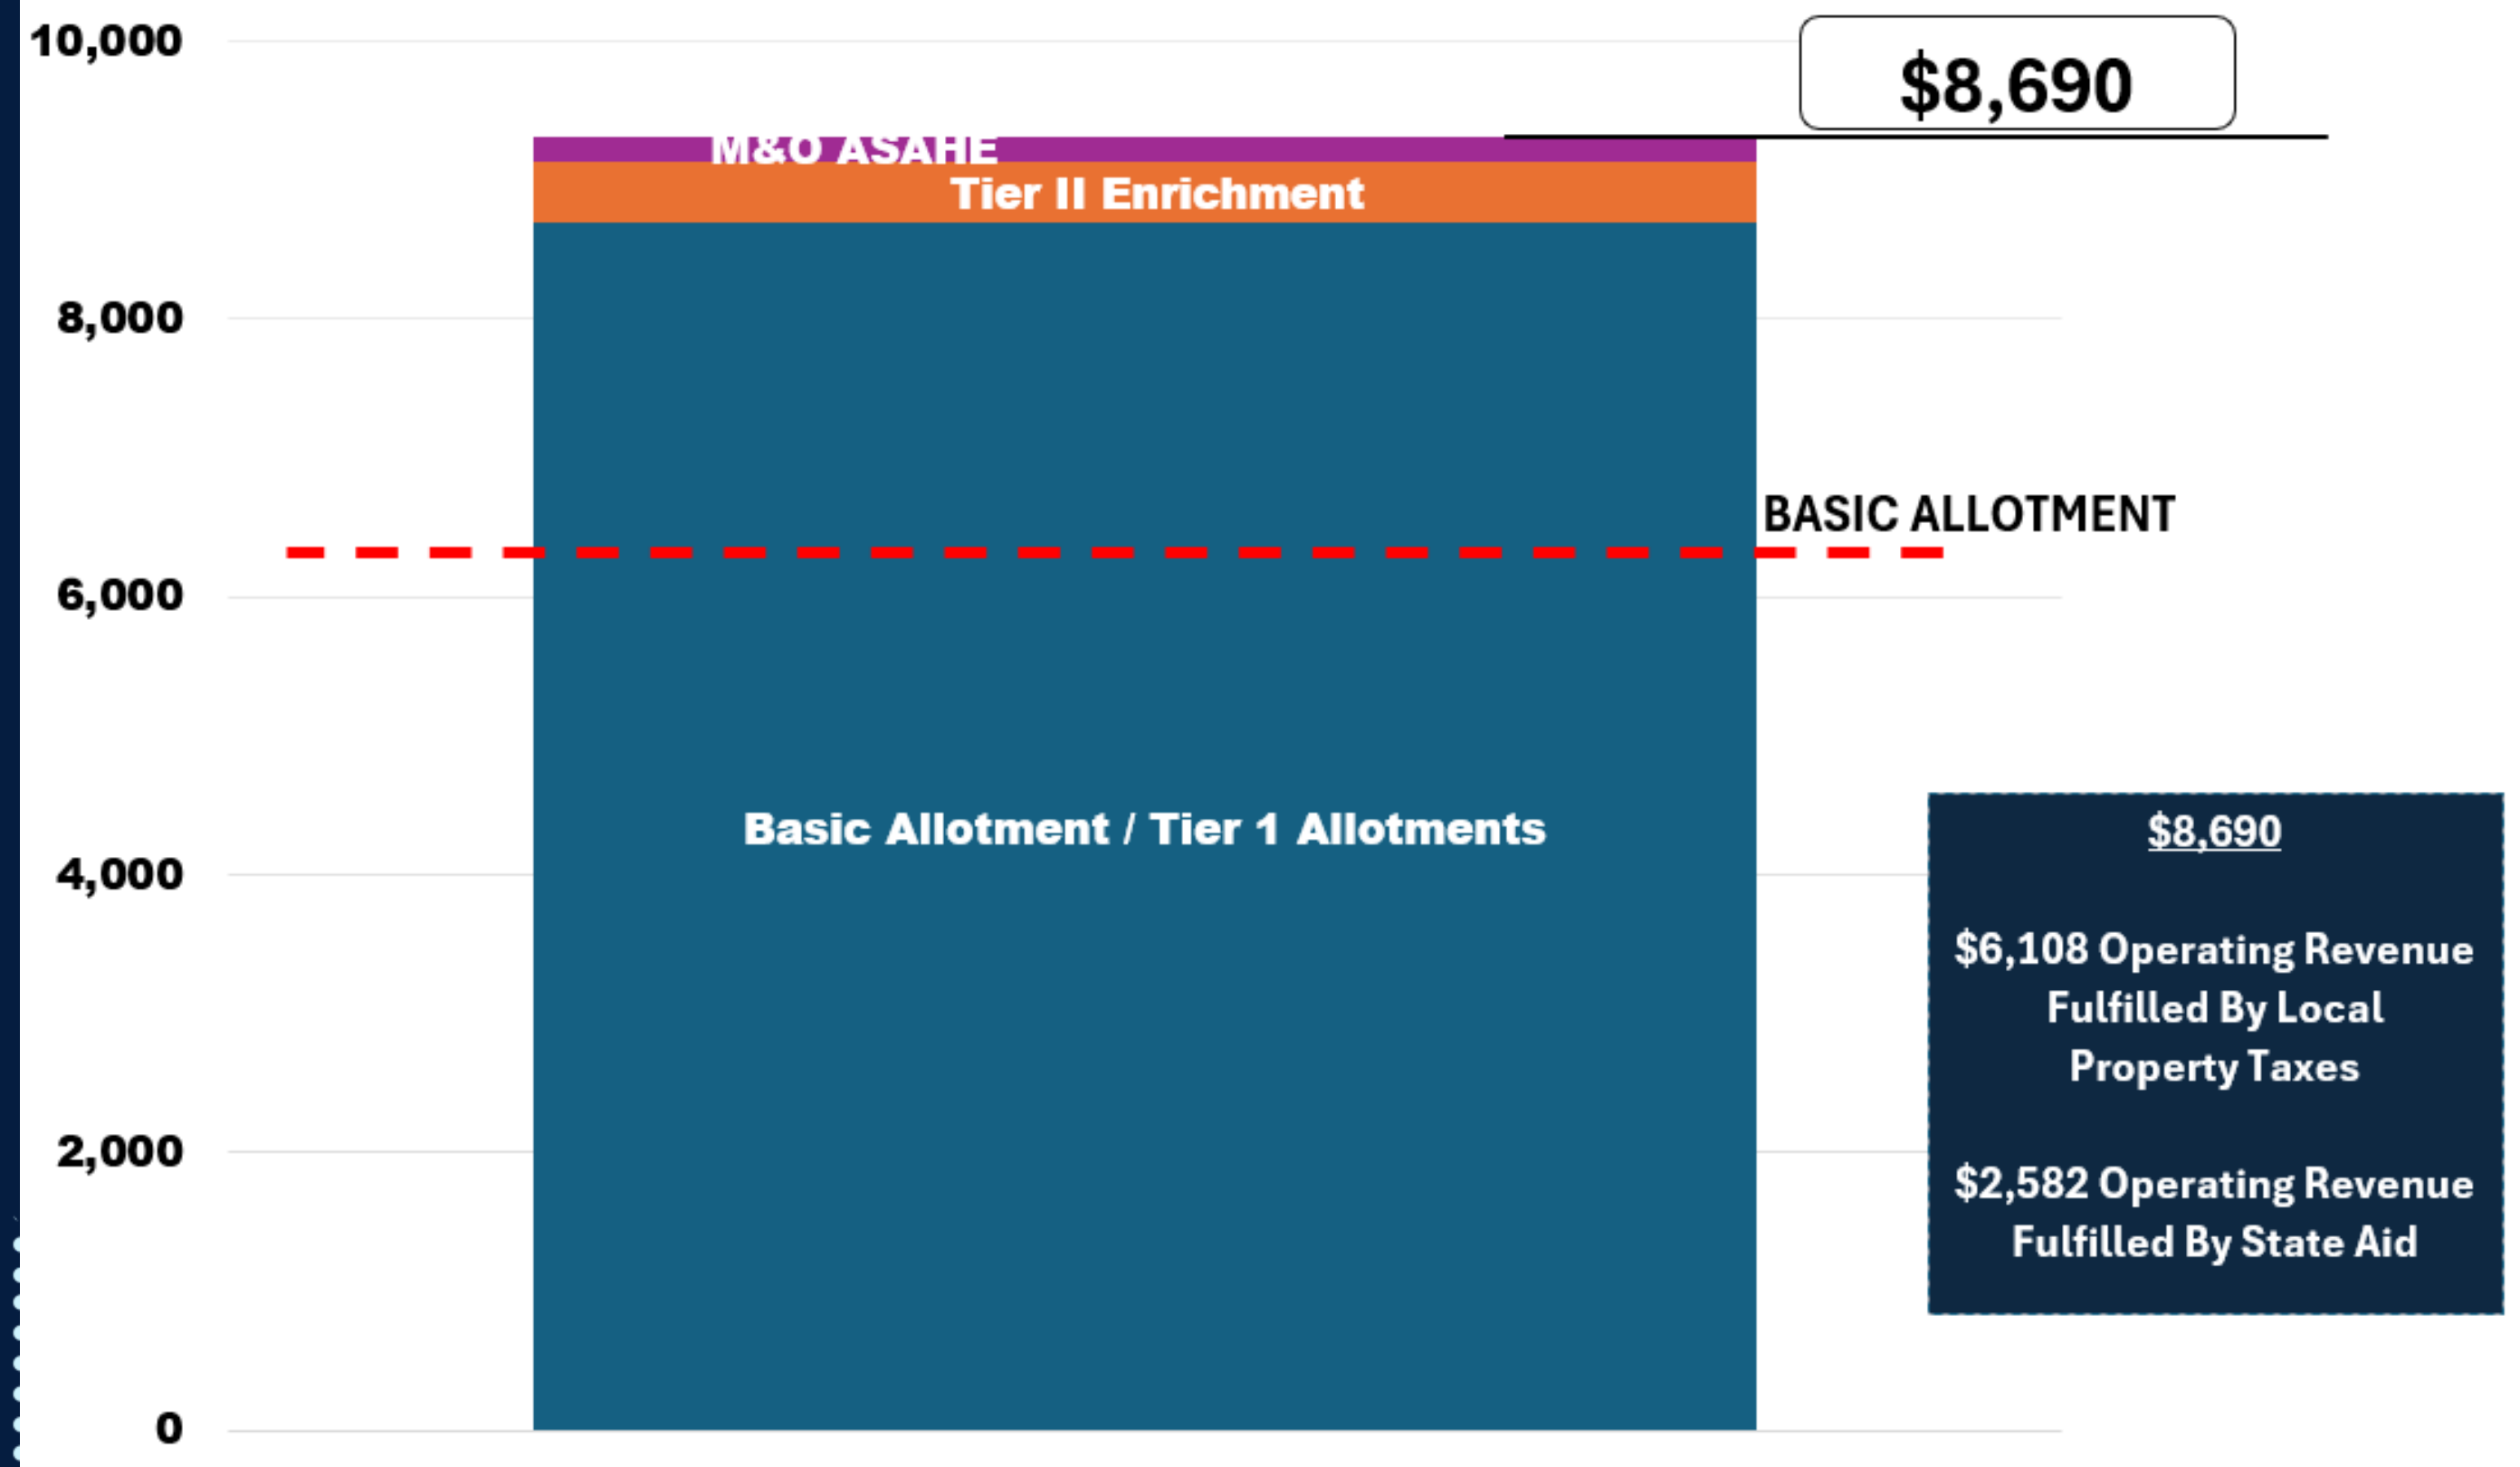 10,000
$8,690
M&O ASAHE
Tier II Enrichment
8,000
BASIC ALLOTMENT
6,000
Basic Allotment / Tier 1 Allotments
4,000
$8,690
$6,108 Operating Revenue
Fulfilled By Local
Property Taxes
2,000
$2,582 Operating Revenue
Fulfilled By State Aid
0